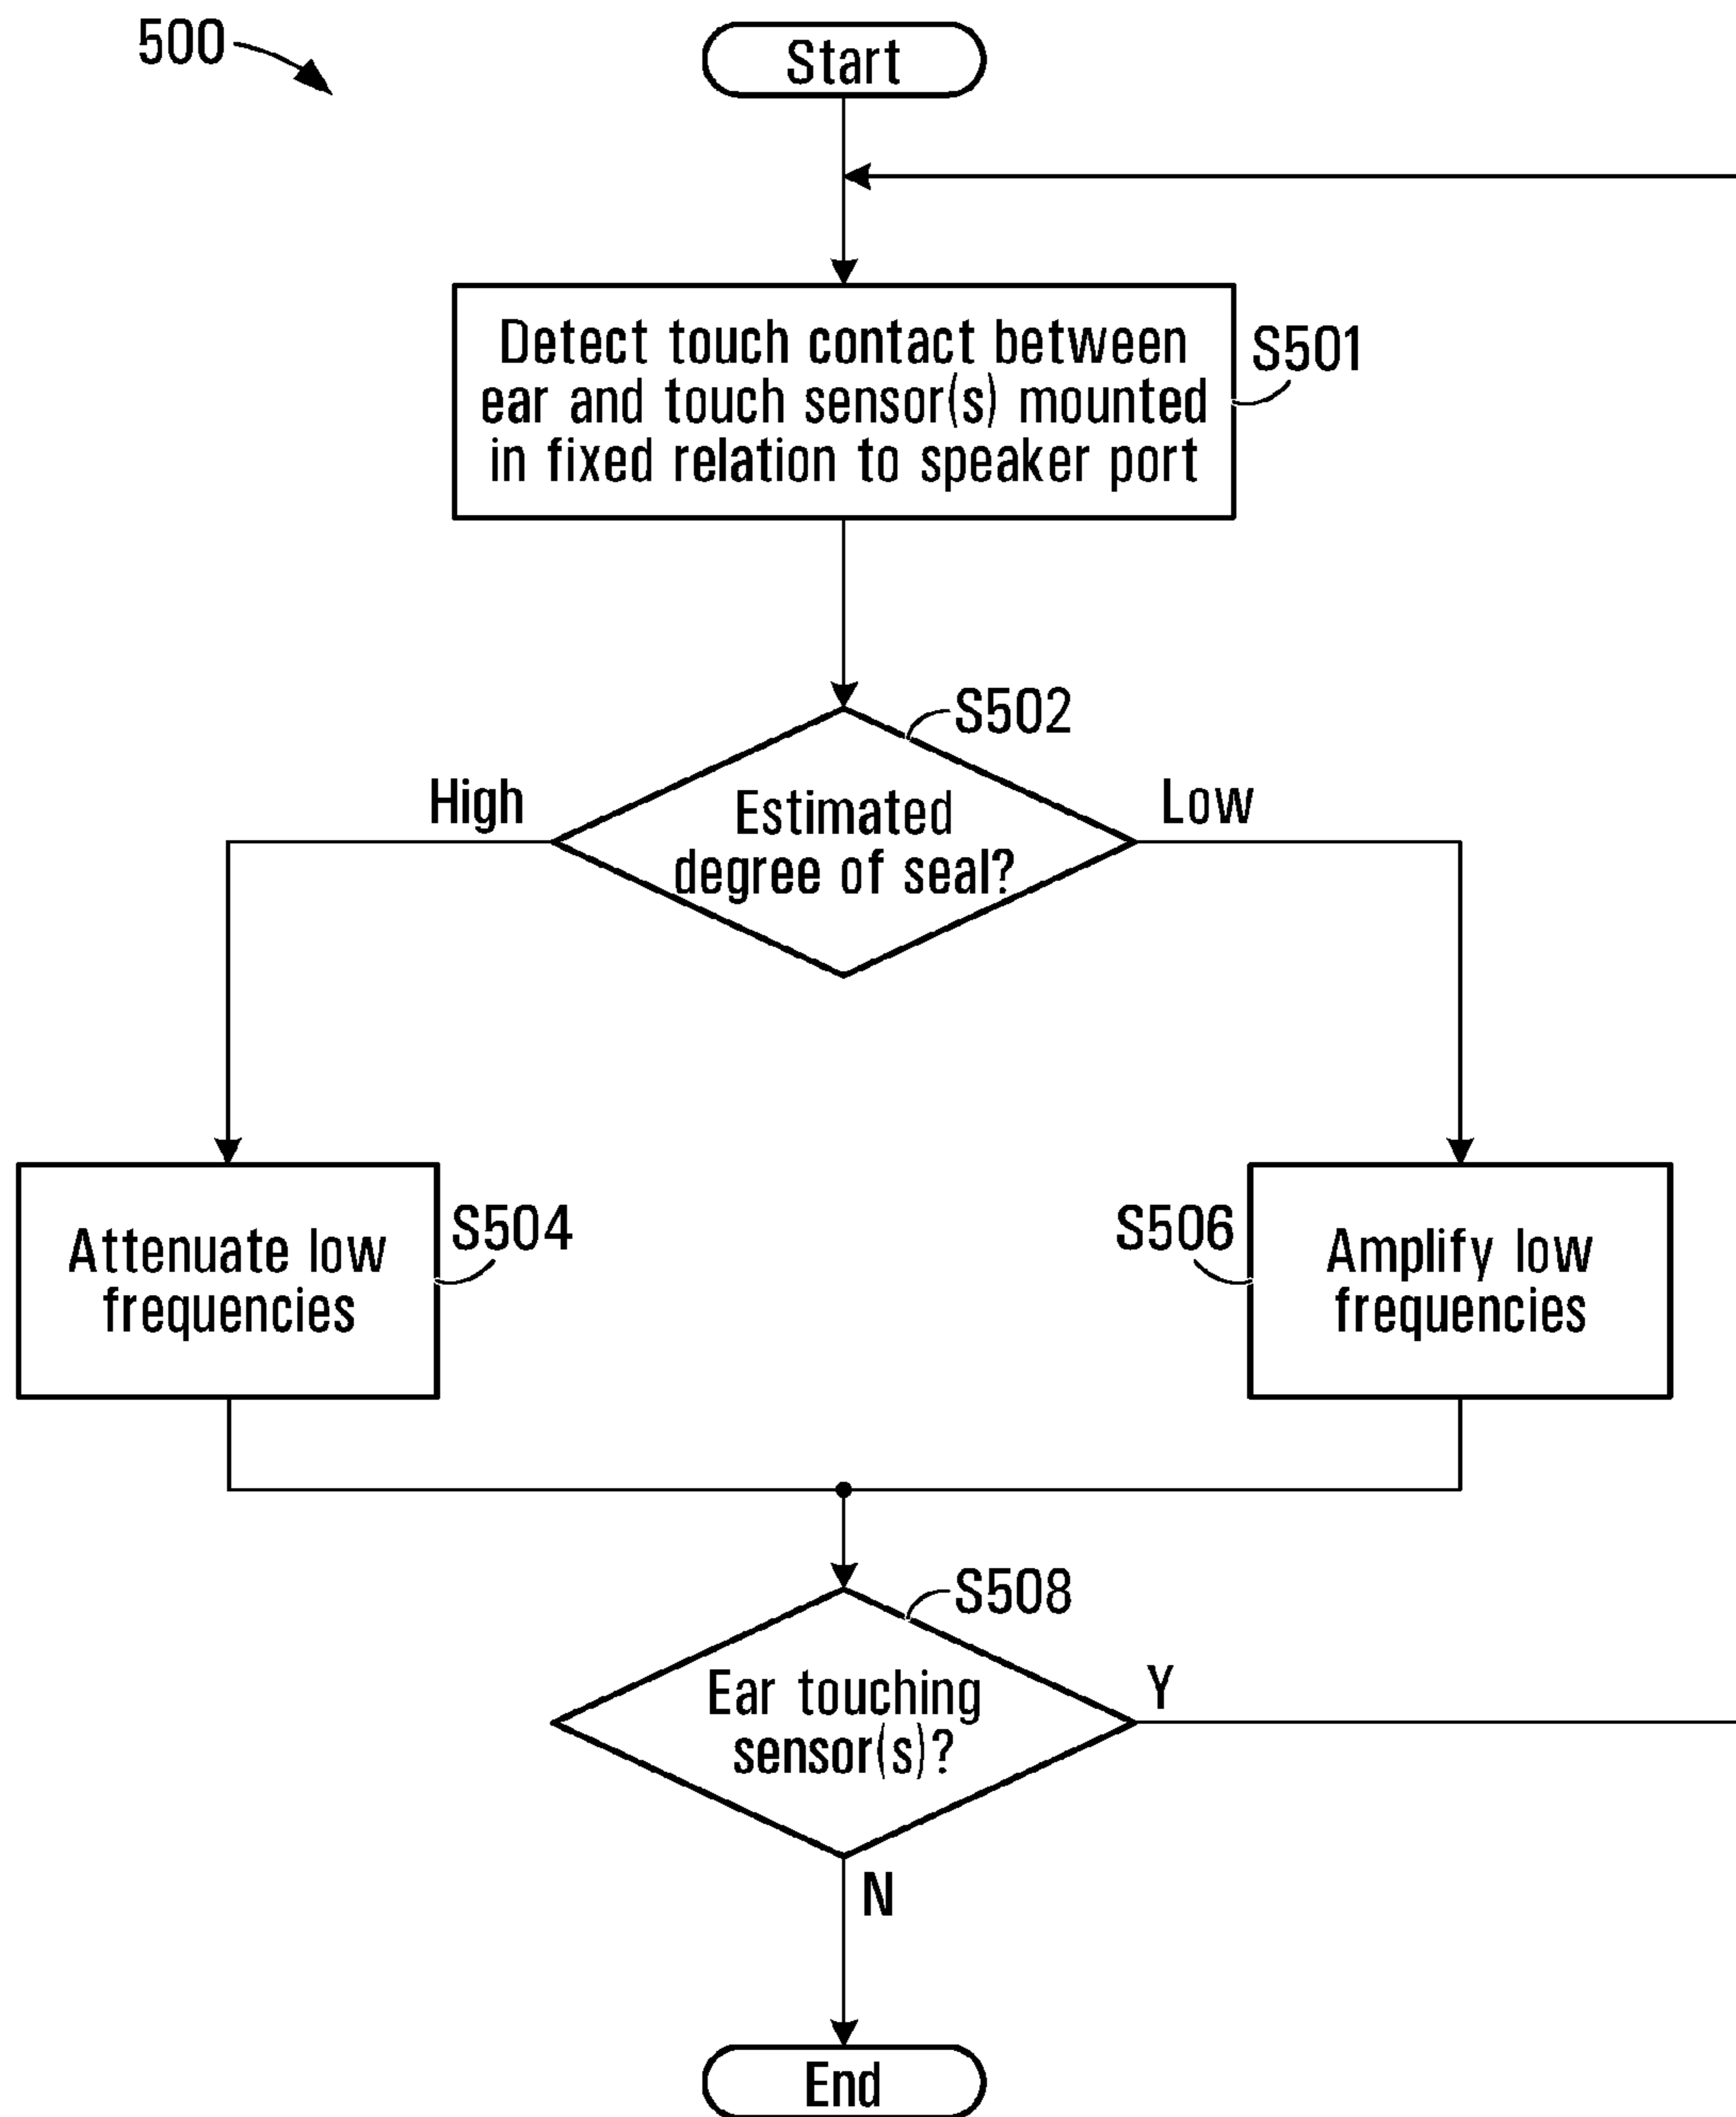 500
Start
Detect touch contact between
ear and touch sensor(s) mounted
in fixed relation to speaker port
S501
S502
High
Low
Estimated
degree of seal?
Attenuate low
frequencies
S504
S506
Amplify low
frequencies
S508
Ear touching
sensor(s)?
Y
N
End